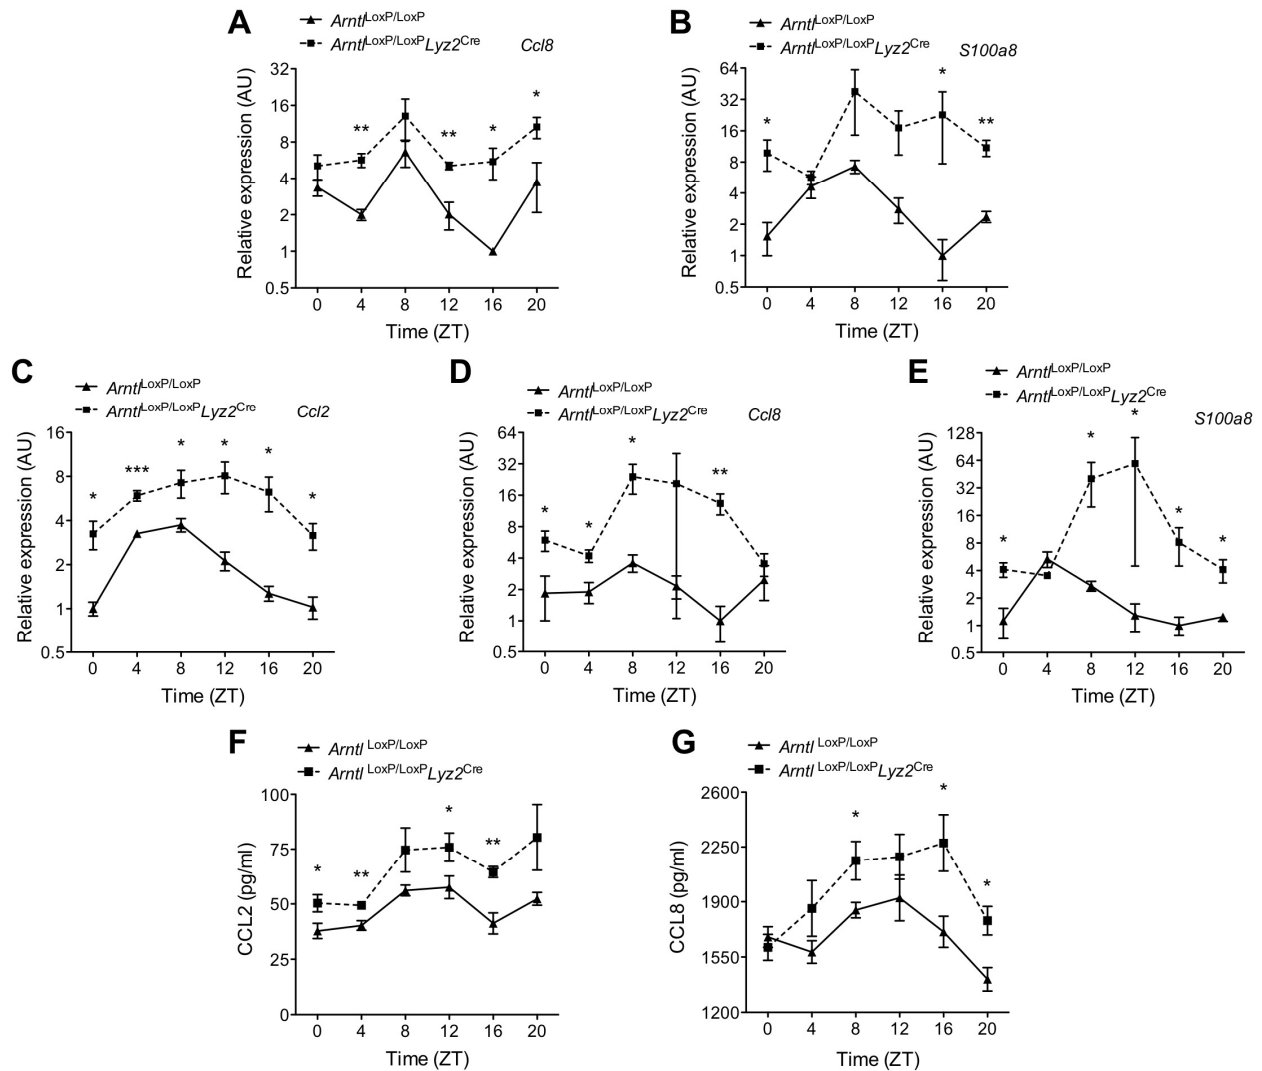 A
Arntl LoxP/LoxP
Arntl LoxP/LoxP Lyz2 Cre
Ccl8
Relative expression (AU)
32
16
8
4
2
1
0.5
** ** * *
0 4 8 12 16 20
Time (ZT)
B
Arntl LoxP/LoxP
Arntl LoxP/LoxP Lyz2 Cre
S100a8
Relative expression (AU)
64
32
16
8
4
2
1
0.5
* * **
0 4 8 12 16 20
Time (ZT)
C
Arntl LoxP/LoxP
Arntl LoxP/LoxP Lyz2 Cre
Ccl2
Relative expression (AU)
16
8
4
2
1
0.5
* *** * * * *
0 4 8 12 16 20
Time (ZT)
D
Arntl LoxP/LoxP
Arntl LoxP/LoxP Lyz2 Cre
Ccl8
Relative expression (AU)
64
32
16
8
4
2
1
0.5
* * * **
0 4 8 12 16 20
Time (ZT)
E
Arntl LoxP/LoxP
Arntl LoxP/LoxP Lyz2 Cre
S100a8
Relative expression (AU)
128
64
32
16
8
4
2
1
0.5
* * * * *
0 4 8 12 16 20
Time (ZT)
F
Arntl LoxP/LoxP
Arntl LoxP/LoxP Lyz2 Cre
CCL2 (pg/ml)
100
75
50
25
0
* ** * **
0 4 8 12 16 20
Time (ZT)
G
Arntl LoxP/LoxP
Arntl LoxP/LoxP Lyz2 Cre
CCL8 (pg/ml)
2600
2250
1900
1550
1200
* * *
0 4 8 12 16 20
Time (ZT)